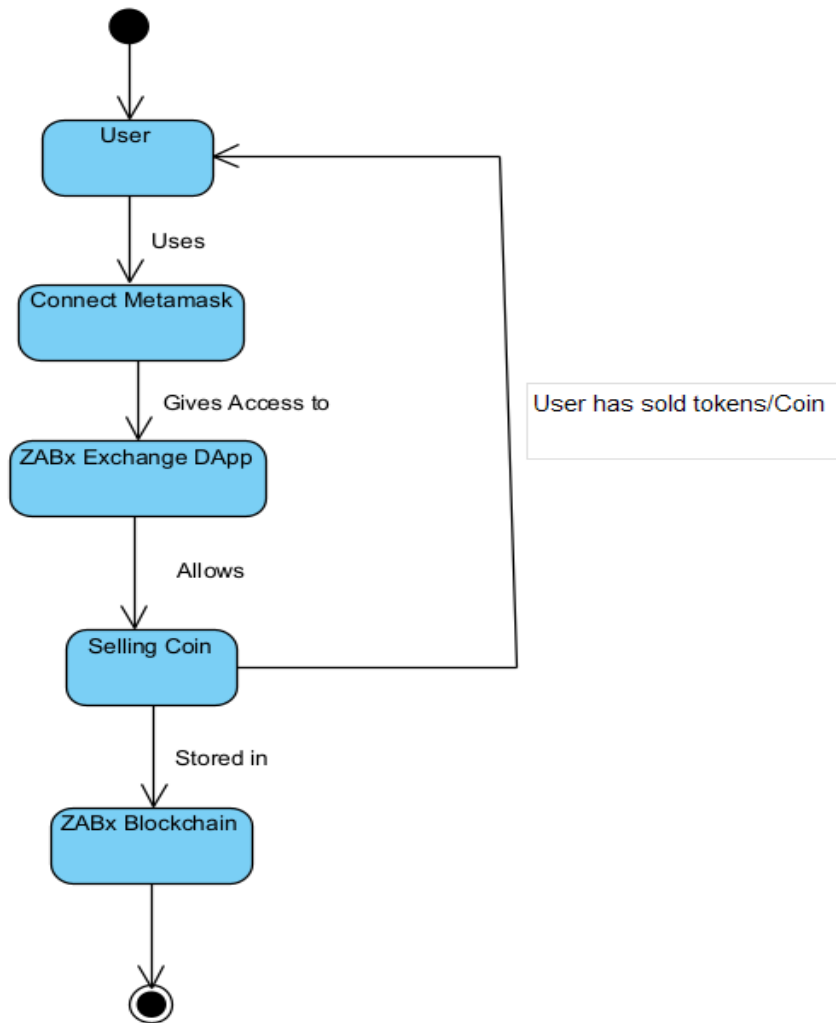 User
Uses
Connect Metamask
Gives Access to
User has sold tokens/Coin
ZABx Exchange DApp
Allows
Selling Coin
Stored in
ZABx Blockchain